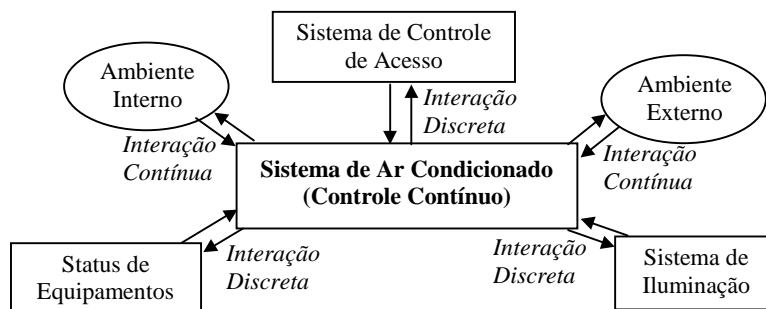 Sistema de Controle
de Acesso
Ambiente
Interno
Ambiente
Externo
Interação
Discreta
Interação
Contínua
Interação
Contínua
Sistema de Ar Condicionado
(Controle Contínuo)
Status de
Equipamentos
Interação
Discreta
Interação
Discreta
Sistema de
Iluminação